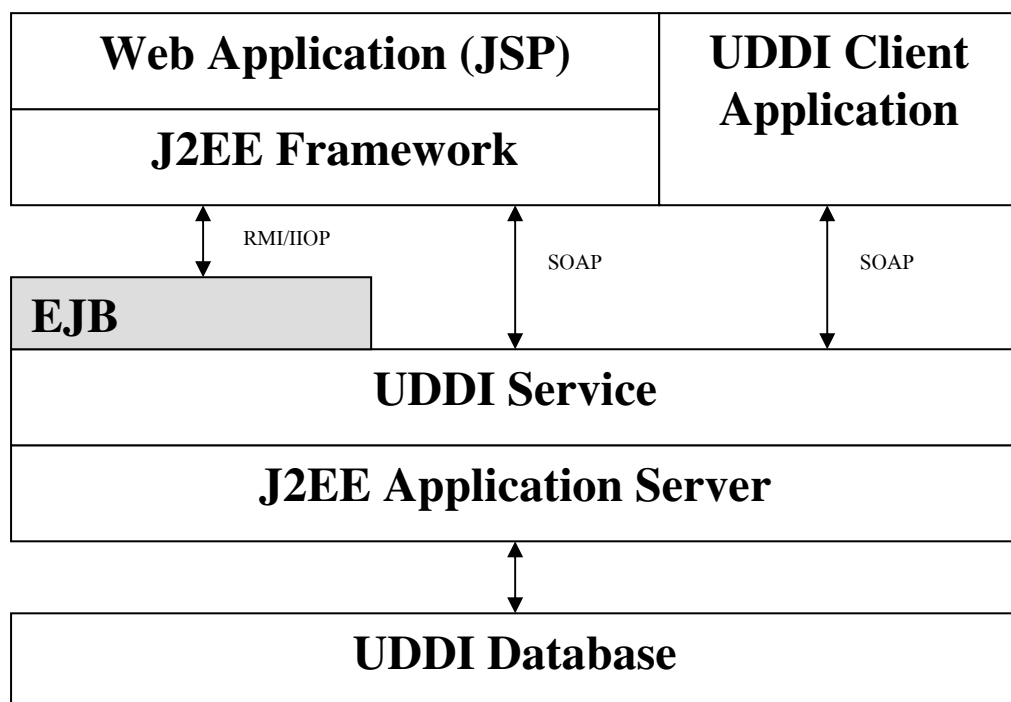 Web Application (JSP)
UDDI Client
Application
J2EE Framework
RMI/IIOP
SOAP
SOAP
EJB
UDDI Service
J2EE Application Server
UDDI Database